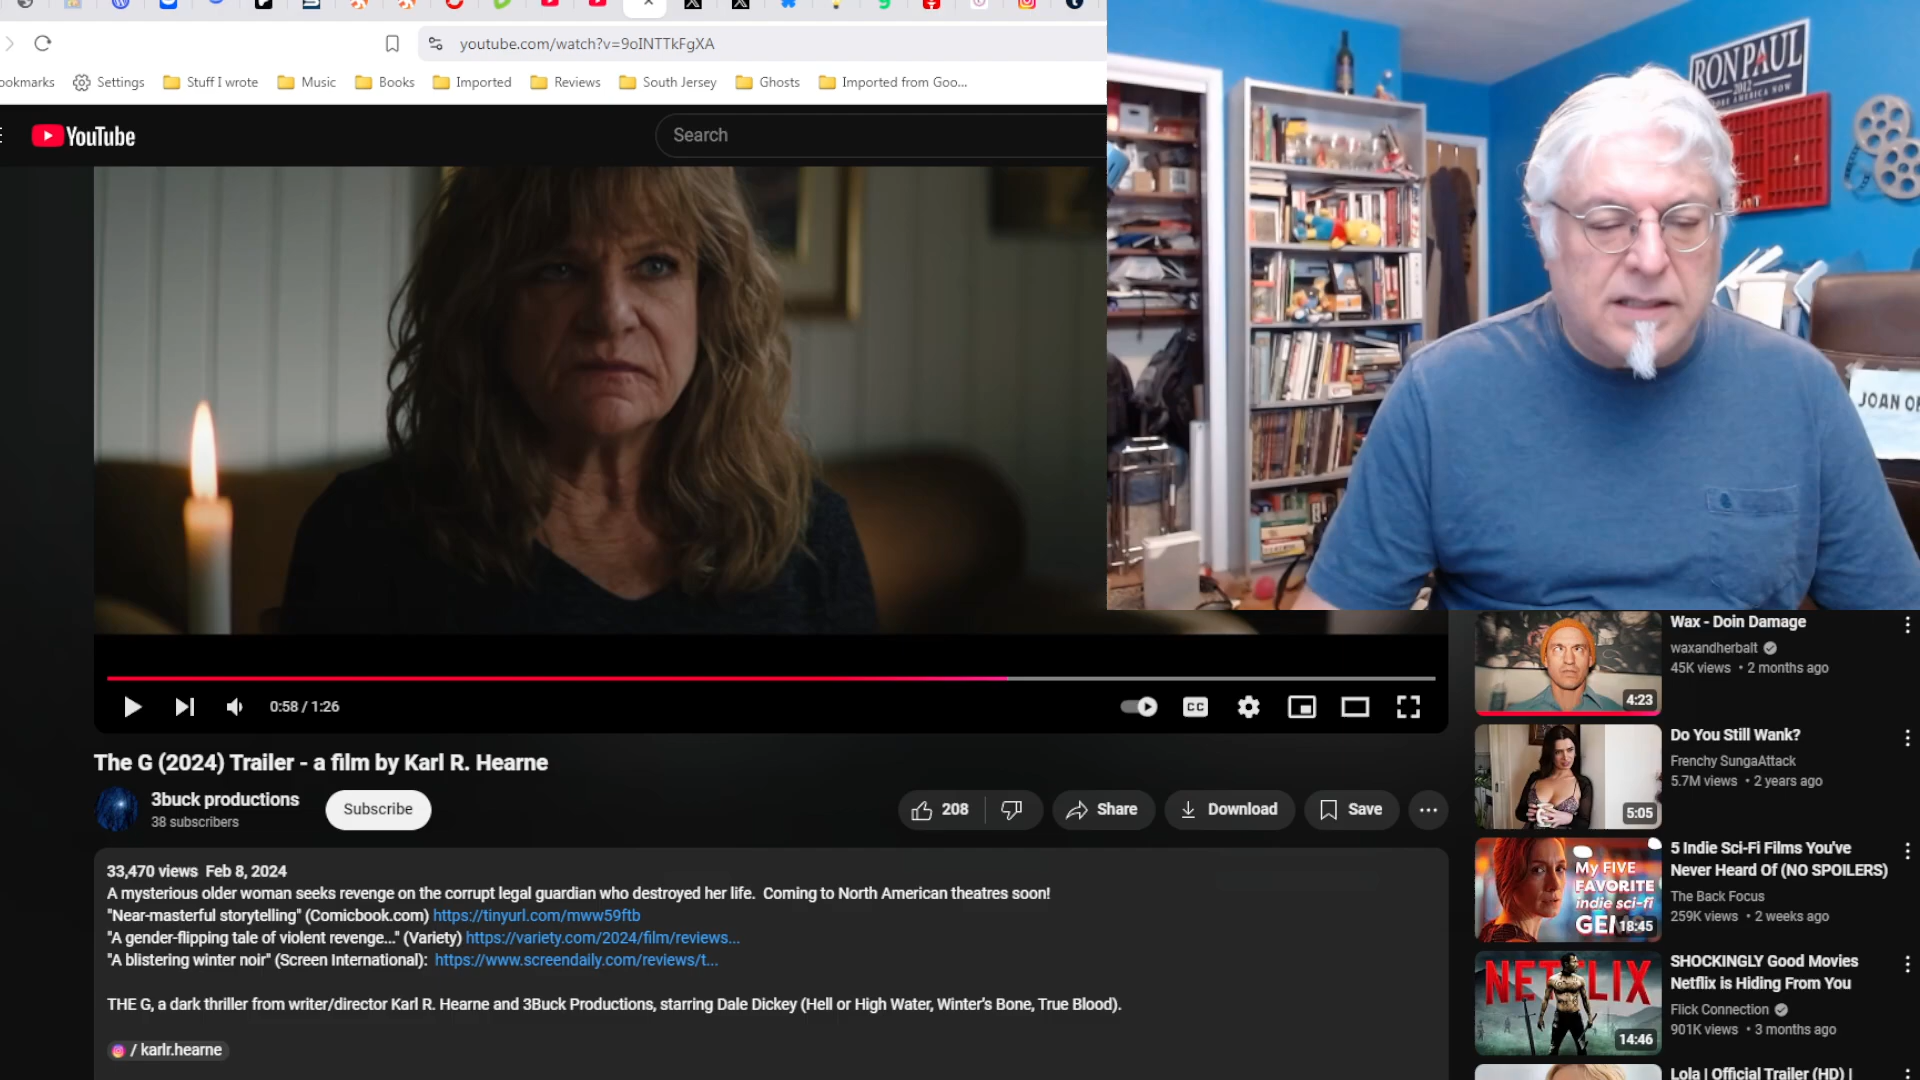 youtube.com/watch?v=9oINTTkFgXA
ookmarks Settings Stuff I wrote Music Books Imported Reviews South Jersey Ghosts Imported from Goo...
YouTube
Search
RON PAUL
2012
ORE AMERICA NOW
JOAN OF
0:58 / 1:26
CC
The G (2024) Trailer - a film by Karl R. Hearne
3buck productions
38 subscribers
Subscribe
208
Share
Download
Save
33,470 views Feb 8, 2024
A mysterious older woman seeks revenge on the corrupt legal guardian who destroyed her life. Coming to North American theatres soon!
"Near-masterful storytelling" (Comicbook.com) https://tinyurl.com/mww59ftb
"A gender-flipping tale of violent revenge..." (Variety) https://variety.com/2024/film/reviews...
"A blistering winter noir" (Screen International): https://www.screendaily.com/reviews/t...
THE G, a dark thriller from writer/director Karl R. Hearne and 3Buck Productions, starring Dale Dickey (Hell or High Water, Winter's Bone, True Blood).
/ karlr.hearne
Wax - Doin Damage
waxandherbalt
45K views • 2 months ago
4:23
Do You Still Wank?
Frenchy SungaAttack
5.7M views • 2 years ago
5:05
5 Indie Sci-Fi Films You've
Never Heard Of (NO SPOILERS)
The Back Focus
259K views • 2 weeks ago
My FIVE
FAVORITE
indie sci-fi
GEM
18:45
SHOCKINGLY Good Movies
Netflix is Hiding From You
Flick Connection
901K views • 3 months ago
NETFLIX
14:46
Lola | Official Trailer (HD) |